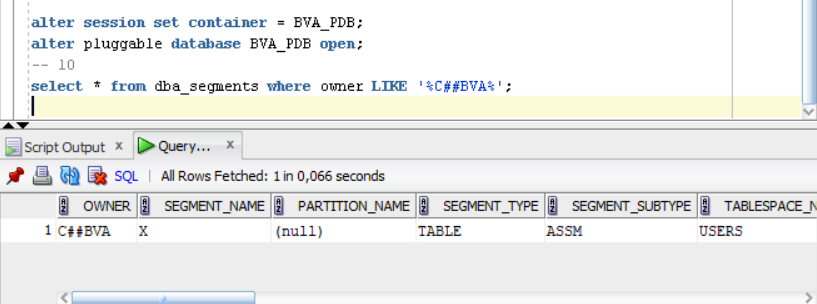 alter session set container = BVA_PDB;
alter pluggable database BVA_PDB open;
-- 10
select * from dba_segments where owner LIKE '%C##BVA%';
Script Output x Query... x
SQL | All Rows Fetched: 1 in 0,066 seconds
OWNER SEGMENT_NAME PARTITION_NAME SEGMENT_TYPE SEGMENT_SUBTYPE TABLESPACE_N
1 C##BVA X (null) TABLE ASSM USERS